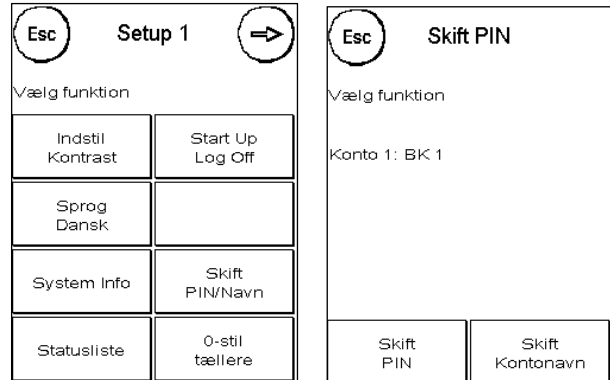 Esc
Setup 1
Vælg funktion
Indstil
Kontrast
Start Up
Log Off
Sprog
Dansk
System Info
Skift
PIN/Navn
Statusliste
0-stil
tællere
Esc
Skift PIN
Vælg funktion
Konto 1: BK 1
Skift
PIN
Skift
Kontonavn